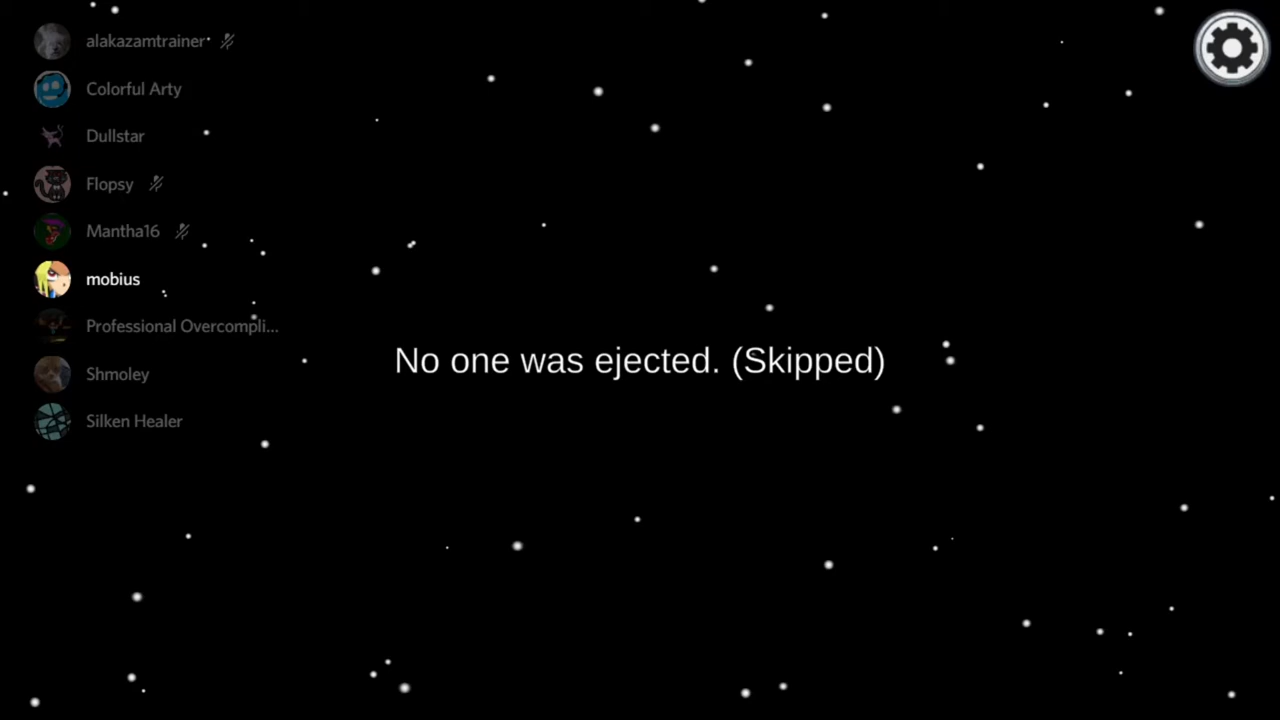 alakazamtrainer
Colorful Arty
Dullstar
Flopsy
Mantha16
mobius
Professional Overcompli...
Shmoley
Silken Healer
No one was ejected. (Skipped)